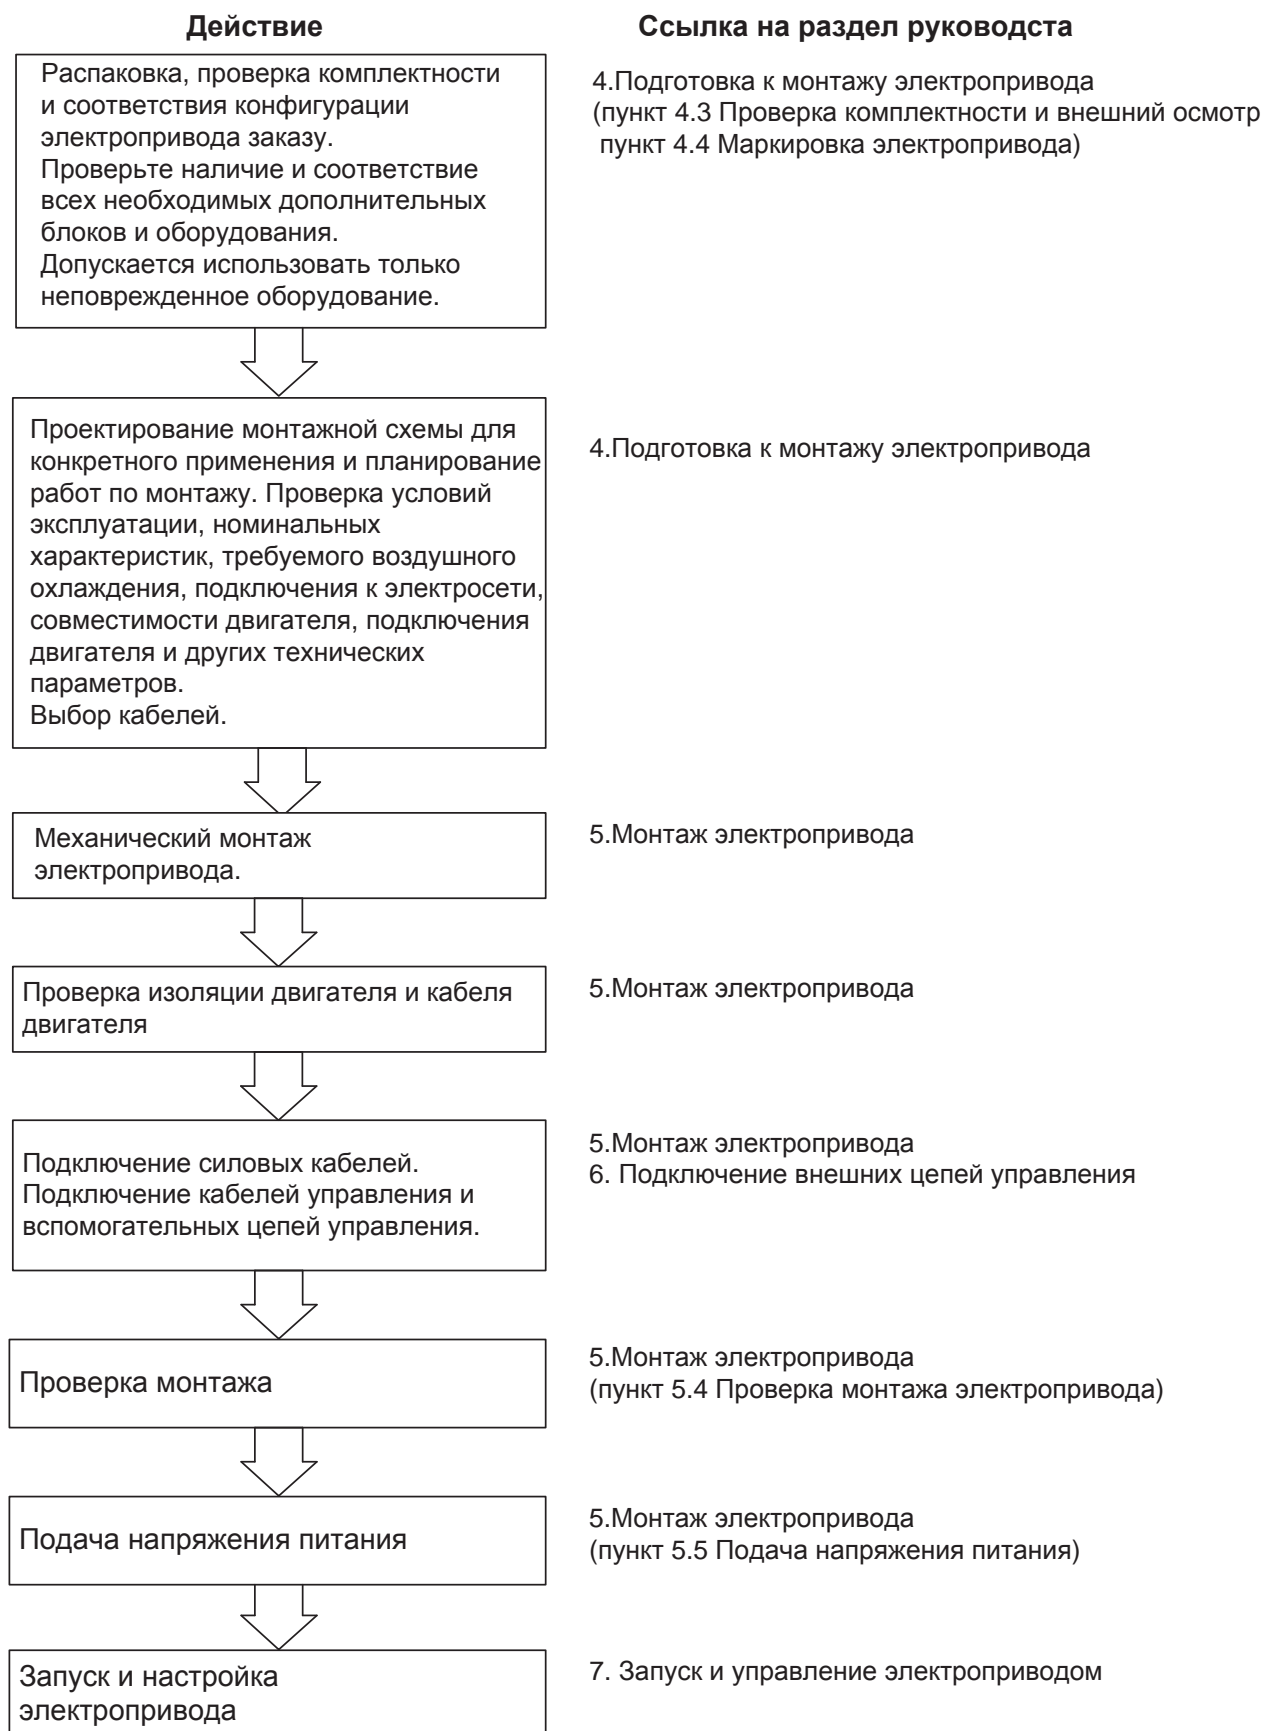 Действие
Ссылка на раздел руководста
Распаковка, проверка комплектности
и соответствия конфигурации
электропривода заказу.
Проверьте наличие и соответствие
всех необходимых дополнительных
блоков и оборудования.
Допускается использовать только
неповрежденное оборудование.
4.Подготовка к монтажу электропривода
(пункт 4.3 Проверка комплектности и внешний осмотр
пункт 4.4 Маркировка электропривода)
Проектирование монтажной схемы для
конкретного применения и планирование
работ по монтажу. Проверка условий
эксплуатации, номинальных
характеристик, требуемого воздушного
охлаждения, подключения к электросети,
совместимости двигателя, подключения
двигателя и других технических
параметров.
Выбор кабелей.
4.Подготовка к монтажу электропривода
Механический монтаж
электропривода.
5.Монтаж электропривода
Проверка изоляции двигателя и кабеля
двигателя
5.Монтаж электропривода
Подключение силовых кабелей.
Подключение кабелей управления и
вспомогательных цепей управления.
5.Монтаж электропривода
6. Подключение внешних цепей управления
Проверка монтажа
5.Монтаж электропривода
(пункт 5.4 Проверка монтажа электропривода)
Подача напряжения питания
5.Монтаж электропривода
(пункт 5.5 Подача напряжения питания)
Запуск и настройка
электропривода
7. Запуск и управление электроприводом